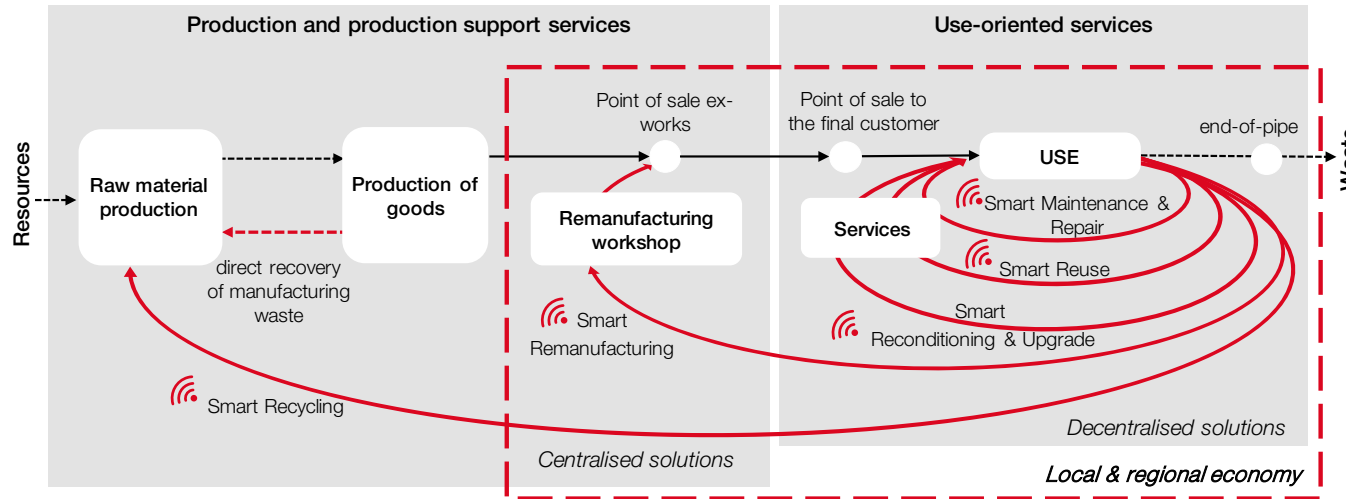 Production and production support services
Use-oriented services
Point of sale ex-
works
Point of sale to
the final customer
end-of-pipe
Resources
Raw material
production
Production of
goods
USE
Waste
Remanufacturing
workshop
Services
Smart Maintenance &
Repair
direct recovery
of manufacturing
waste
Smart Reuse
Smart
Remanufacturing
Smart
Reconditioning & Upgrade
Smart Recycling
Centralised solutions
Decentralised solutions
Local & regional economy